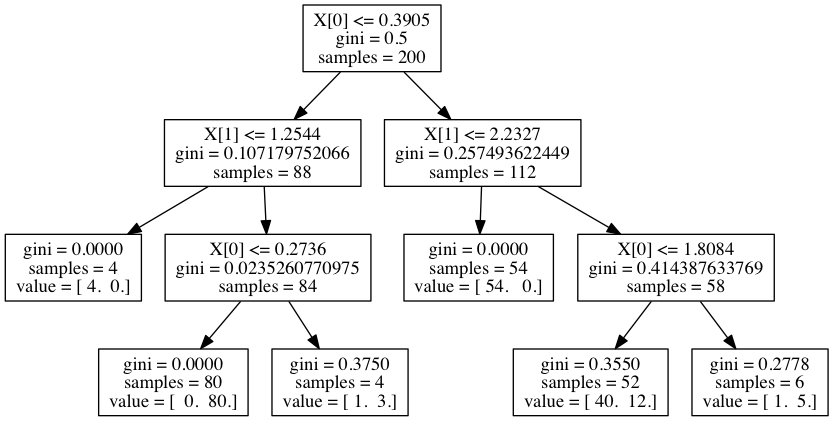 X[0] <= 0.3905
gini = 0.5
samples = 200
X[1] <= 1.2544
gini = 0.107179752066
samples = 88
X[1] <= 2.2327
gini = 0.257493622449
samples = 112
gini = 0.0000
samples = 4
value = [ 4. 0.]
X[0] <= 0.2736
gini = 0.0235260770975
samples = 84
gini = 0.0000
samples = 54
value = [ 54. 0.]
X[0] <= 1.8084
gini = 0.414387633769
samples = 58
gini = 0.0000
samples = 80
value = [ 0. 80.]
gini = 0.3750
samples = 4
value = [ 1. 3.]
gini = 0.3550
samples = 52
value = [ 40. 12.]
gini = 0.2778
samples = 6
value = [ 1. 5.]